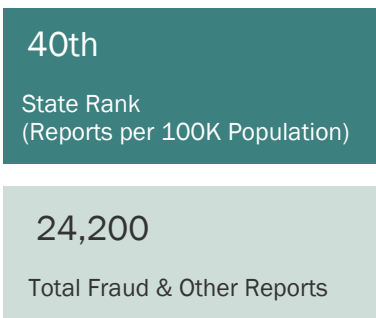 40th
State Rank
(Reports per 100K Population)
24,200
Total Fraud & Other Reports